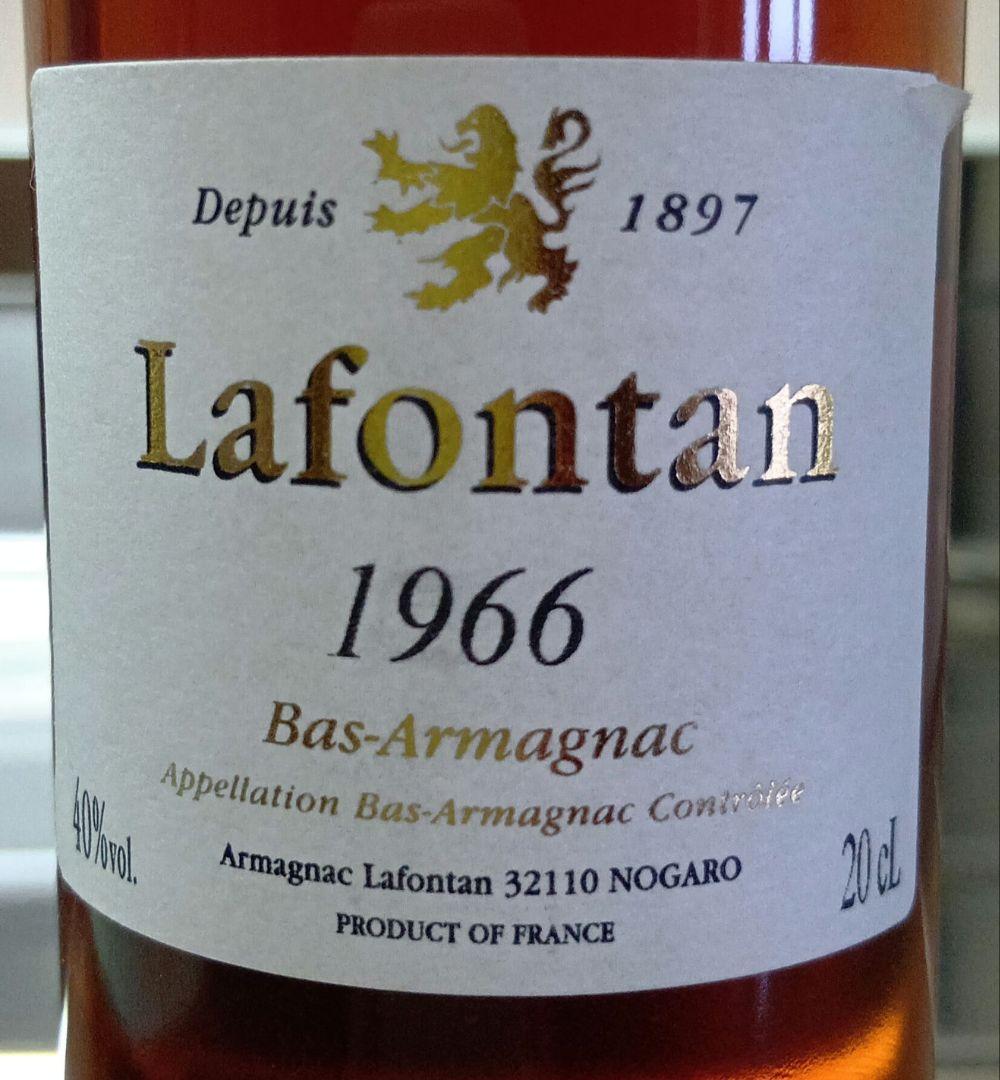 Depuis 1897
Lafontan
1966
Bas-Armagnac
Appellation Bas-Armagnac Contrôlée
40%vol.
Armagnac Lafontan 32110 NOGARO
20 cL
PRODUCT OF FRANCE